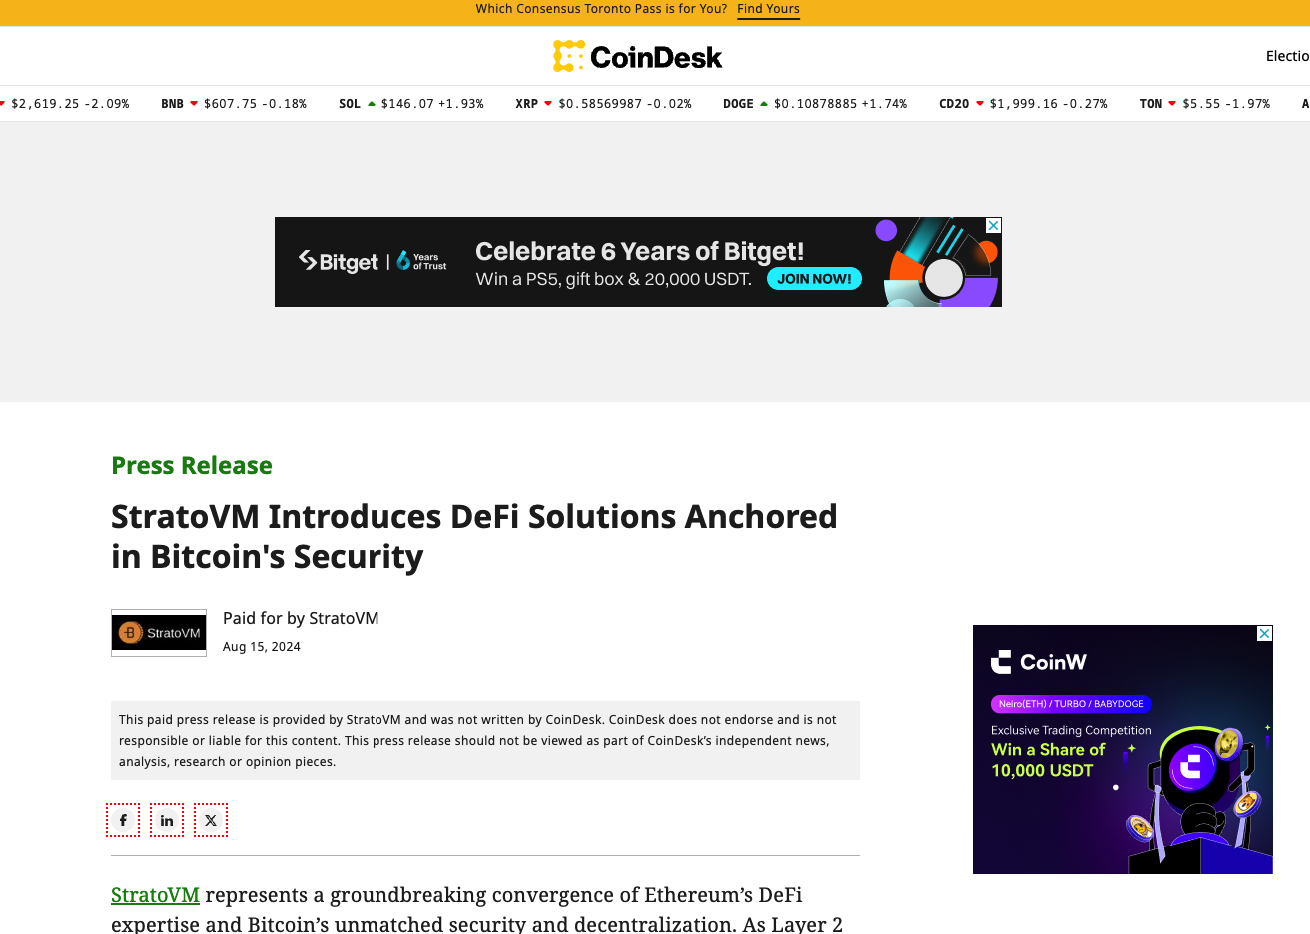 Which Consensus Toronto Pass is for You? Find Yours
CoinDesk
Electio
$2,619.25 -2.09% BNB $607.75 -0.18% SOL $146.07 +1.93% XRP $0.58569987 -0.02% DOGE $0.10878885 +1.74% CD20 $1,999.16 -0.27% TON $5.55 -1.97% A
Bitget | 6 Years of Trust
Celebrate 6 Years of Bitget!
Win a PS5, gift box & 20,000 USDT. JOIN NOW!
Press Release
StratoVM Introduces DeFi Solutions Anchored
in Bitcoin's Security
StratoVM
Paid for by StratoVM
Aug 15, 2024
This paid press release is provided by StratoVM and was not written by CoinDesk. CoinDesk does not endorse and is not
responsible or liable for this content. This press release should not be viewed as part of CoinDesk’s independent news,
analysis, research or opinion pieces.
f in X
StratoVM represents a groundbreaking convergence of Ethereum’s DeFi
expertise and Bitcoin’s unmatched security and decentralization. As Layer 2
CoinW
Neiro(ETH) / TURBO / BABYDOGE
Exclusive Trading Competition
Win a Share of
10,000 USDT